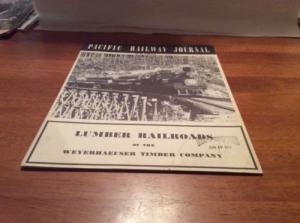 PACIFIC RAILWAY JOURNAL
LUMBER RAILROADS
OF THE
WEYERHAEUSER TIMBER COMPANY